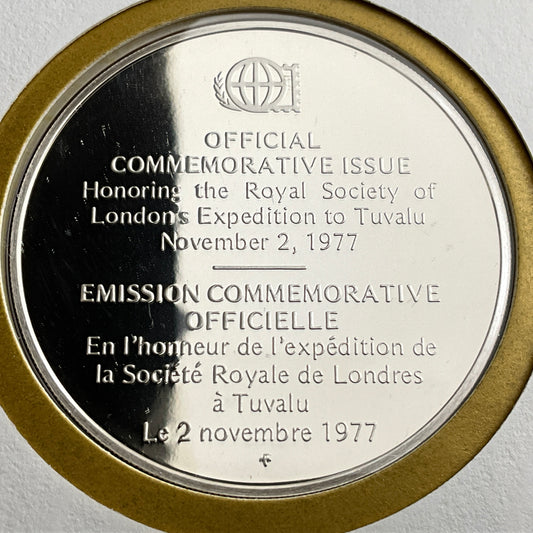 OFFICIAL
COMMEMORATIVE ISSUE
Honoring the Royal Society of
London's Expedition to Tuvalu
November 2, 1977
EMISSION COMMEMORATIVE
OFFICIELLE
En l'honneur de l'expédition de
la Société Royale de Londres
à Tuvalu
Le 2 novembre 1977